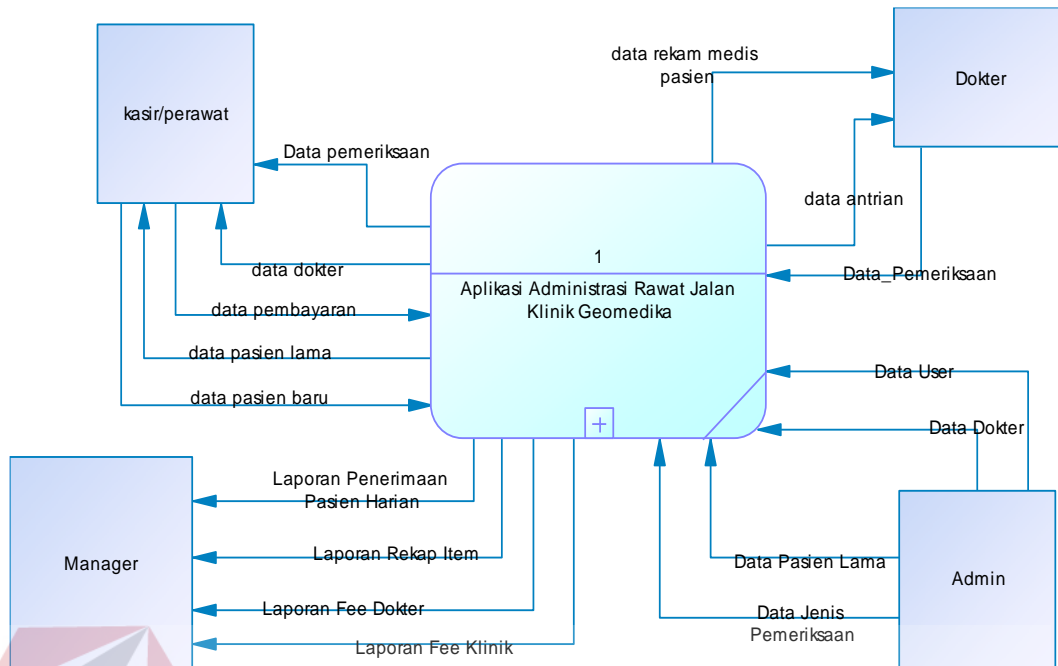 data rekam medis
pasien
Dokter
kasir/perawat
Data pemeriksaan
data antrian
data dokter
1
Aplikasi Administrasi Rawat Jalan
Klinik Geomedika
Data_Pemeriksaan
data pembayaran
data pasien lama
data pasien baru
Data User
Data Dokter
Laporan Penerimaan
Pasien Harian
Laporan Rekap Item
Manager
Laporan Fee Dokter
Laporan Fee Klinik
Data Pasien Lama
Admin
Data Jenis
Pemeriksaan